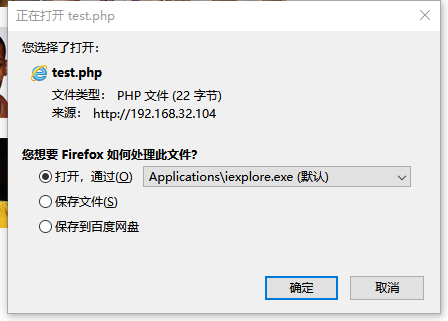 正在打开 test.php
您选择了打开：
test.php
文件类型： PHP 文件 (22 字节)
来源： http://192.168.32.104
您想要 Firefox 如何处理此文件?
打开，通过(O) Applications\iexplore.exe (默认)
保存文件(S)
保存到百度网盘
确定 取消